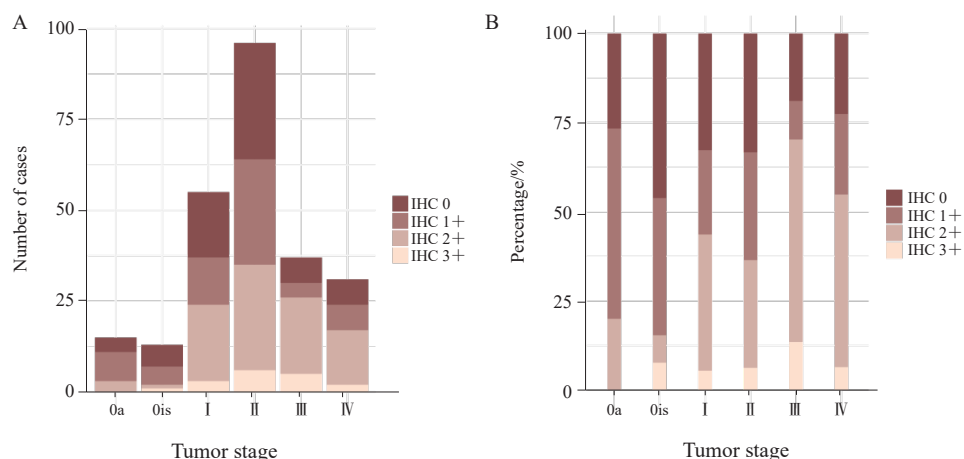 A
Number of cases
100
75
50
25
0
0a
0is
Ⅰ
Ⅱ
Ⅲ
Ⅳ
Tumor stage
IHC 0
IHC 1+
IHC 2+
IHC 3+
B
Percentage/%
100
75
50
25
0
0a
0is
Ⅰ
Ⅱ
Ⅲ
Ⅳ
Tumor stage
IHC 0
IHC 1+
IHC 2+
IHC 3+